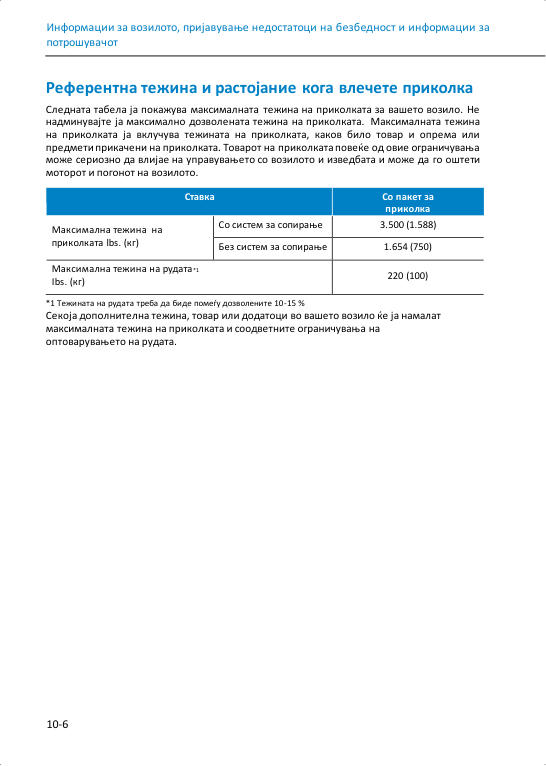 Информации за возилото, пријавување недостатоци на безбедност и информации за
потрошувачот
Референтна тежина и растојание кога влечете приколка
Следната табела ја покажува максималната тежина на приколката за вашето возило. Не
надминувајте ја максимално дозволената тежина на приколката. Максималната тежина
на приколката ја вклучува тежината на приколката, каков било товар и опрема или
предмети прикачени на приколката. Товарот на приколката повеќе од овие ограничувања
може сериозно да влијае на управувањето со возилото и изведбата и може да го оштети
моторот и погонот на возилото.
Ставка
Со пакет за
приколка
Максимална тежина на
приколката lbs. (кг)
Со систем за сопирање
3.500 (1.588)
Без систем за сопирање
1.654 (750)
Максимална тежина на рудата*1
lbs. (кг)
220 (100)
*1 Тежината на рудата треба да биде помеѓу дозволените 10-15 %
Секоја дополнителна тежина, товар или додатоци во вашето возило ќе ја намалат
максималната тежина на приколката и соодветните ограничувања на
оптоварувањето на рудата.
10-6